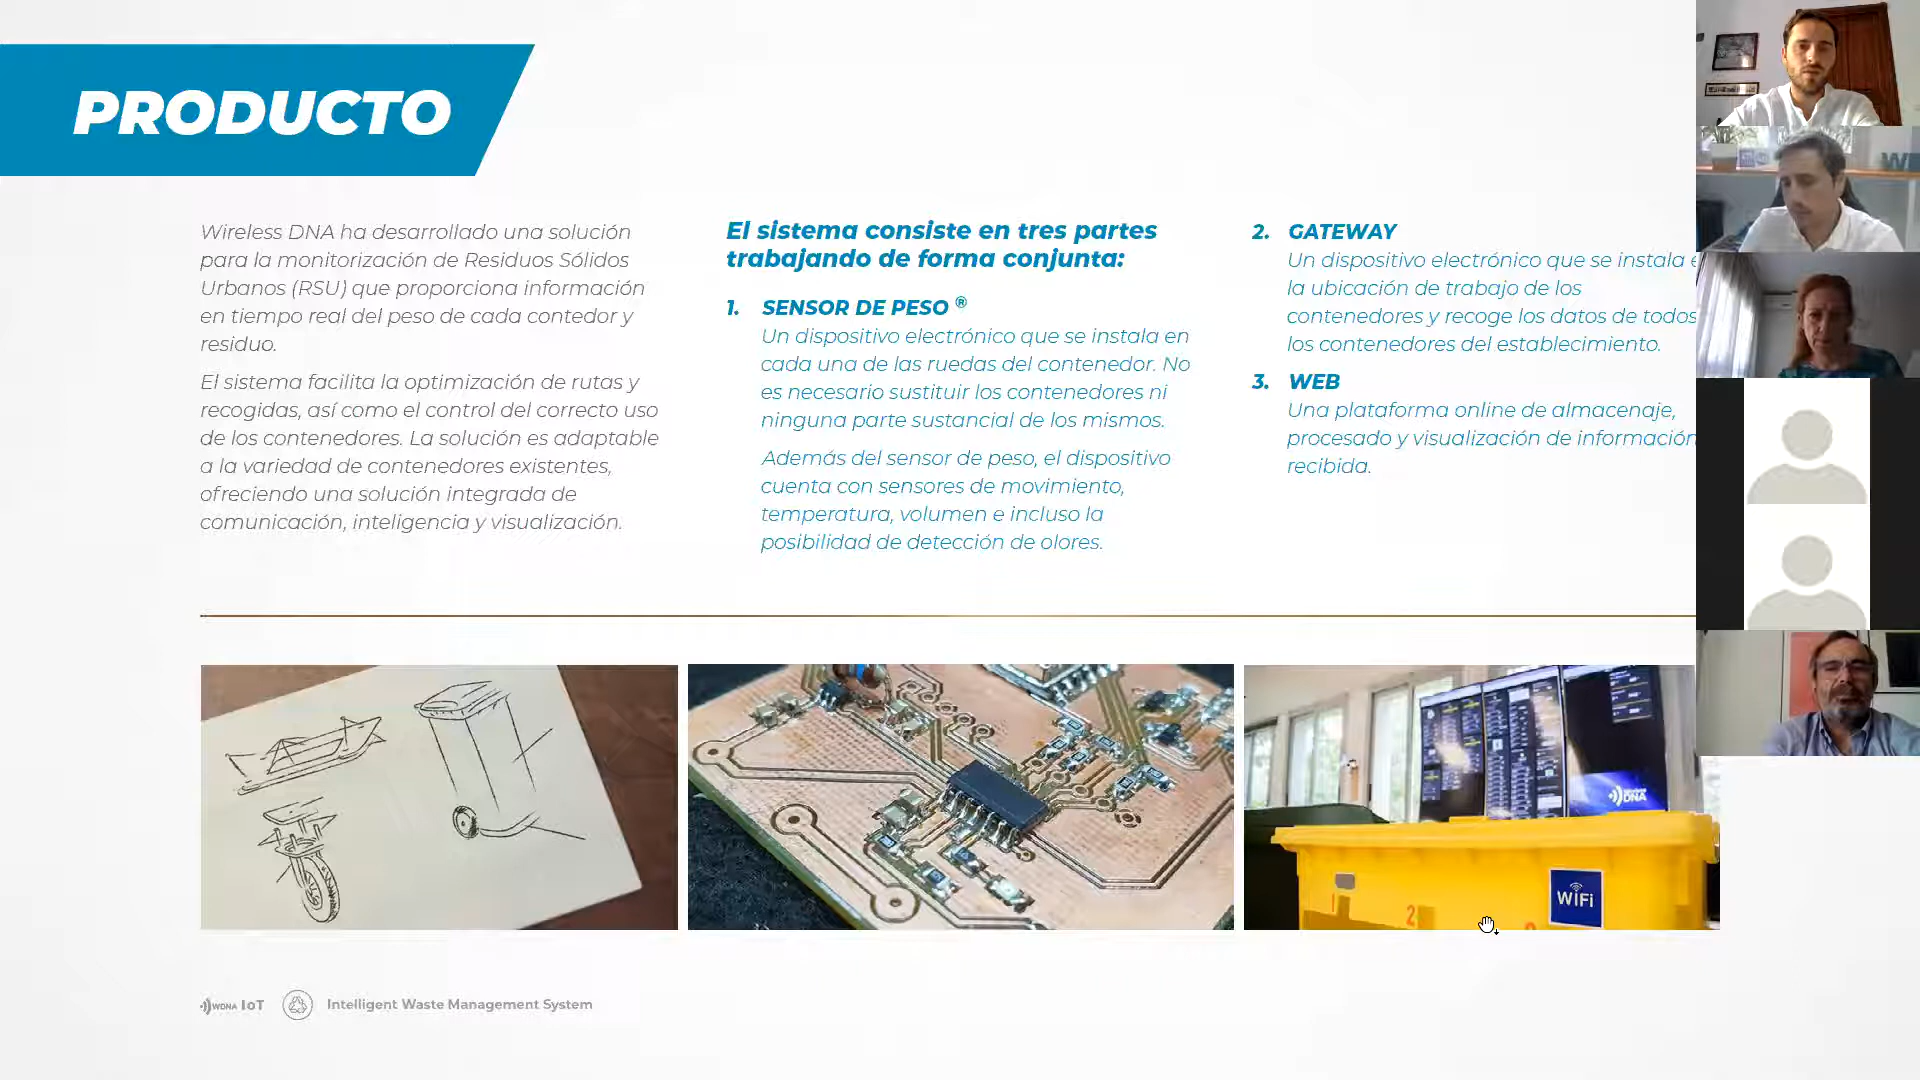 PRODUCTO
Wireless DNA ha desarrollado una solución
para la monitorización de Residuos Sólidos
Urbanos (RSU) que proporciona información
en tiempo real del peso de cada contedor y
residuo.
El sistema facilita la optimización de rutas y
recogidas, así como el control del correcto uso
de los contenedores. La solución es adaptable
a la variedad de contenedores existentes,
ofreciendo una solución integrada de
comunicación, inteligencia y visualización.
El sistema consiste en tres partes
trabajando de forma conjunta:
1. SENSOR DE PESO ®
Un dispositivo electrónico que se instala en
cada una de las ruedas del contenedor. No
es necesario sustituir los contenedores ni
ninguna parte sustancial de los mismos.
Además del sensor de peso, el dispositivo
cuenta con sensores de movimiento,
temperatura, volumen e incluso la
posibilidad de detección de olores.
2. GATEWAY
Un dispositivo electrónico que se instala
la ubicación de trabajo de los
contenedores y recoge los datos de todos
los contenedores del establecimiento.
3. WEB
Una plataforma online de almacenaje,
procesado y visualización de información
recibida.
DNA
WiFi
1
2
WDNA IoT
Intelligent Waste Management System